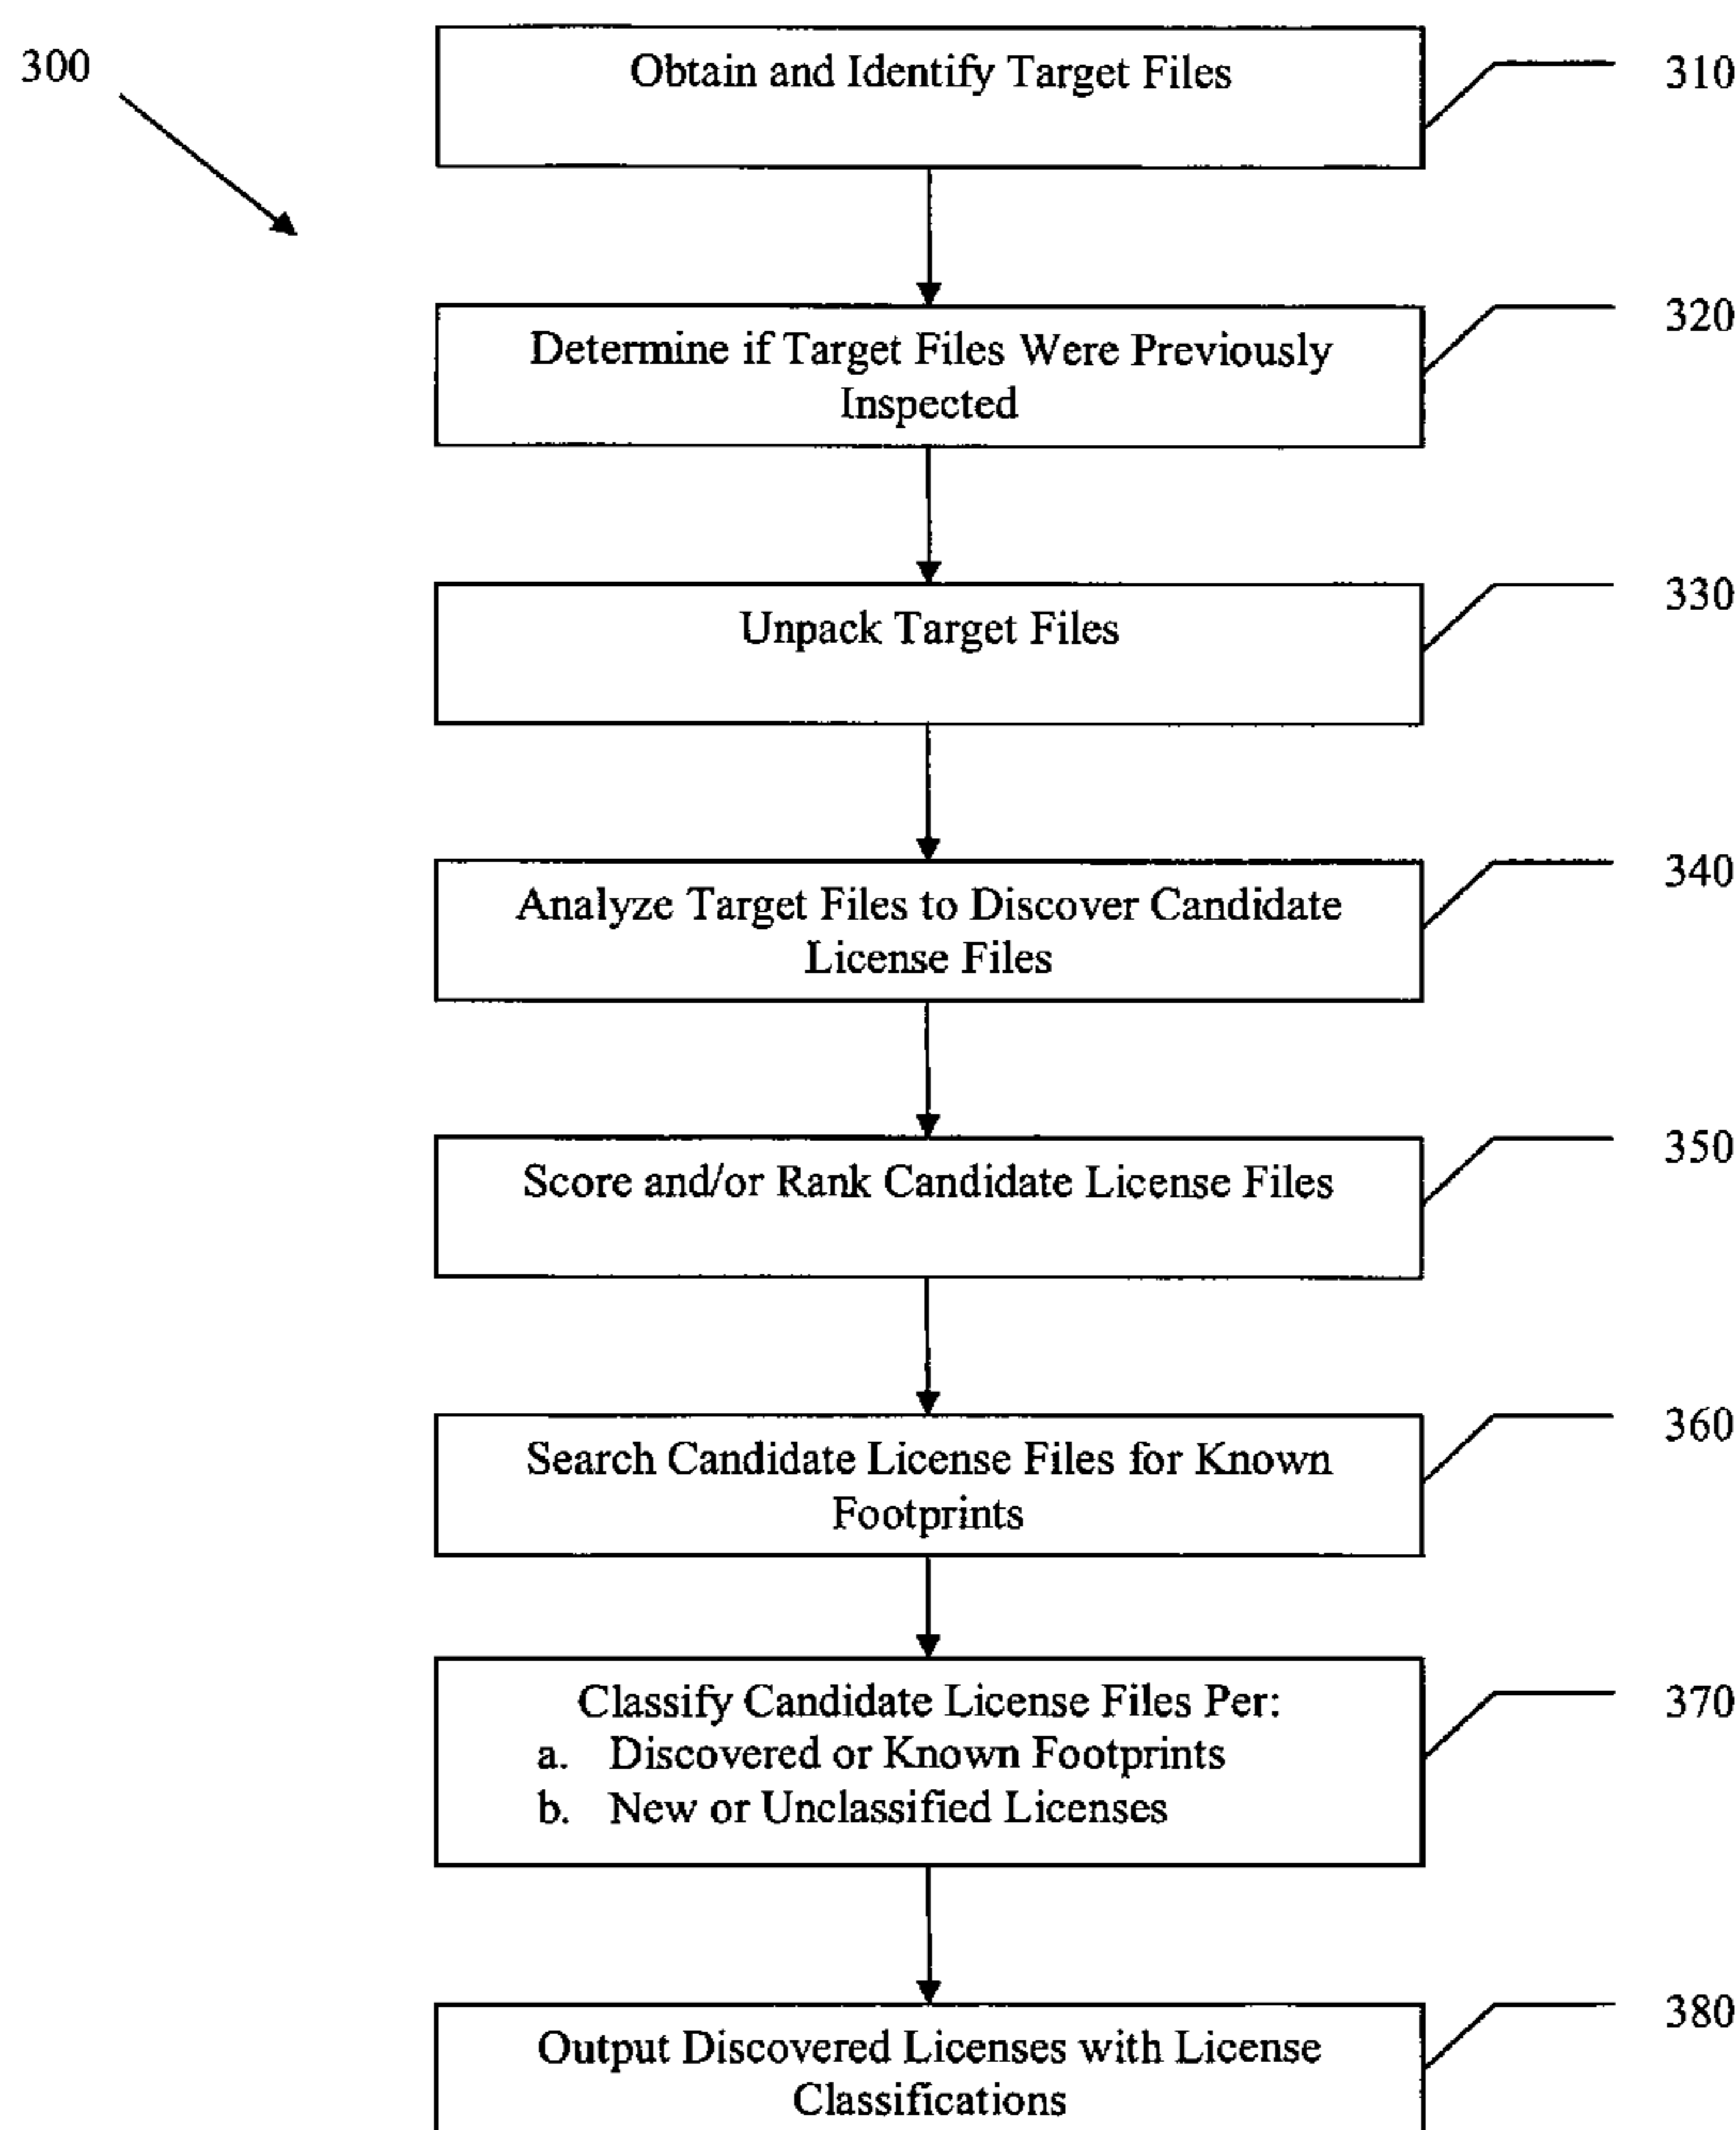 300
Obtain and Identify Target Files
310
Determine if Target Files Were Previously
Inspected
320
Unpack Target Files
330
Analyze Target Files to Discover Candidate
License Files
340
Score and/or Rank Candidate License Files
350
Search Candidate License Files for Known
Footprints
360
Classify Candidate License Files Per:
a. Discovered or Known Footprints
b. New or Unclassified Licenses
370
Output Discovered Licenses with License
Classifications
380